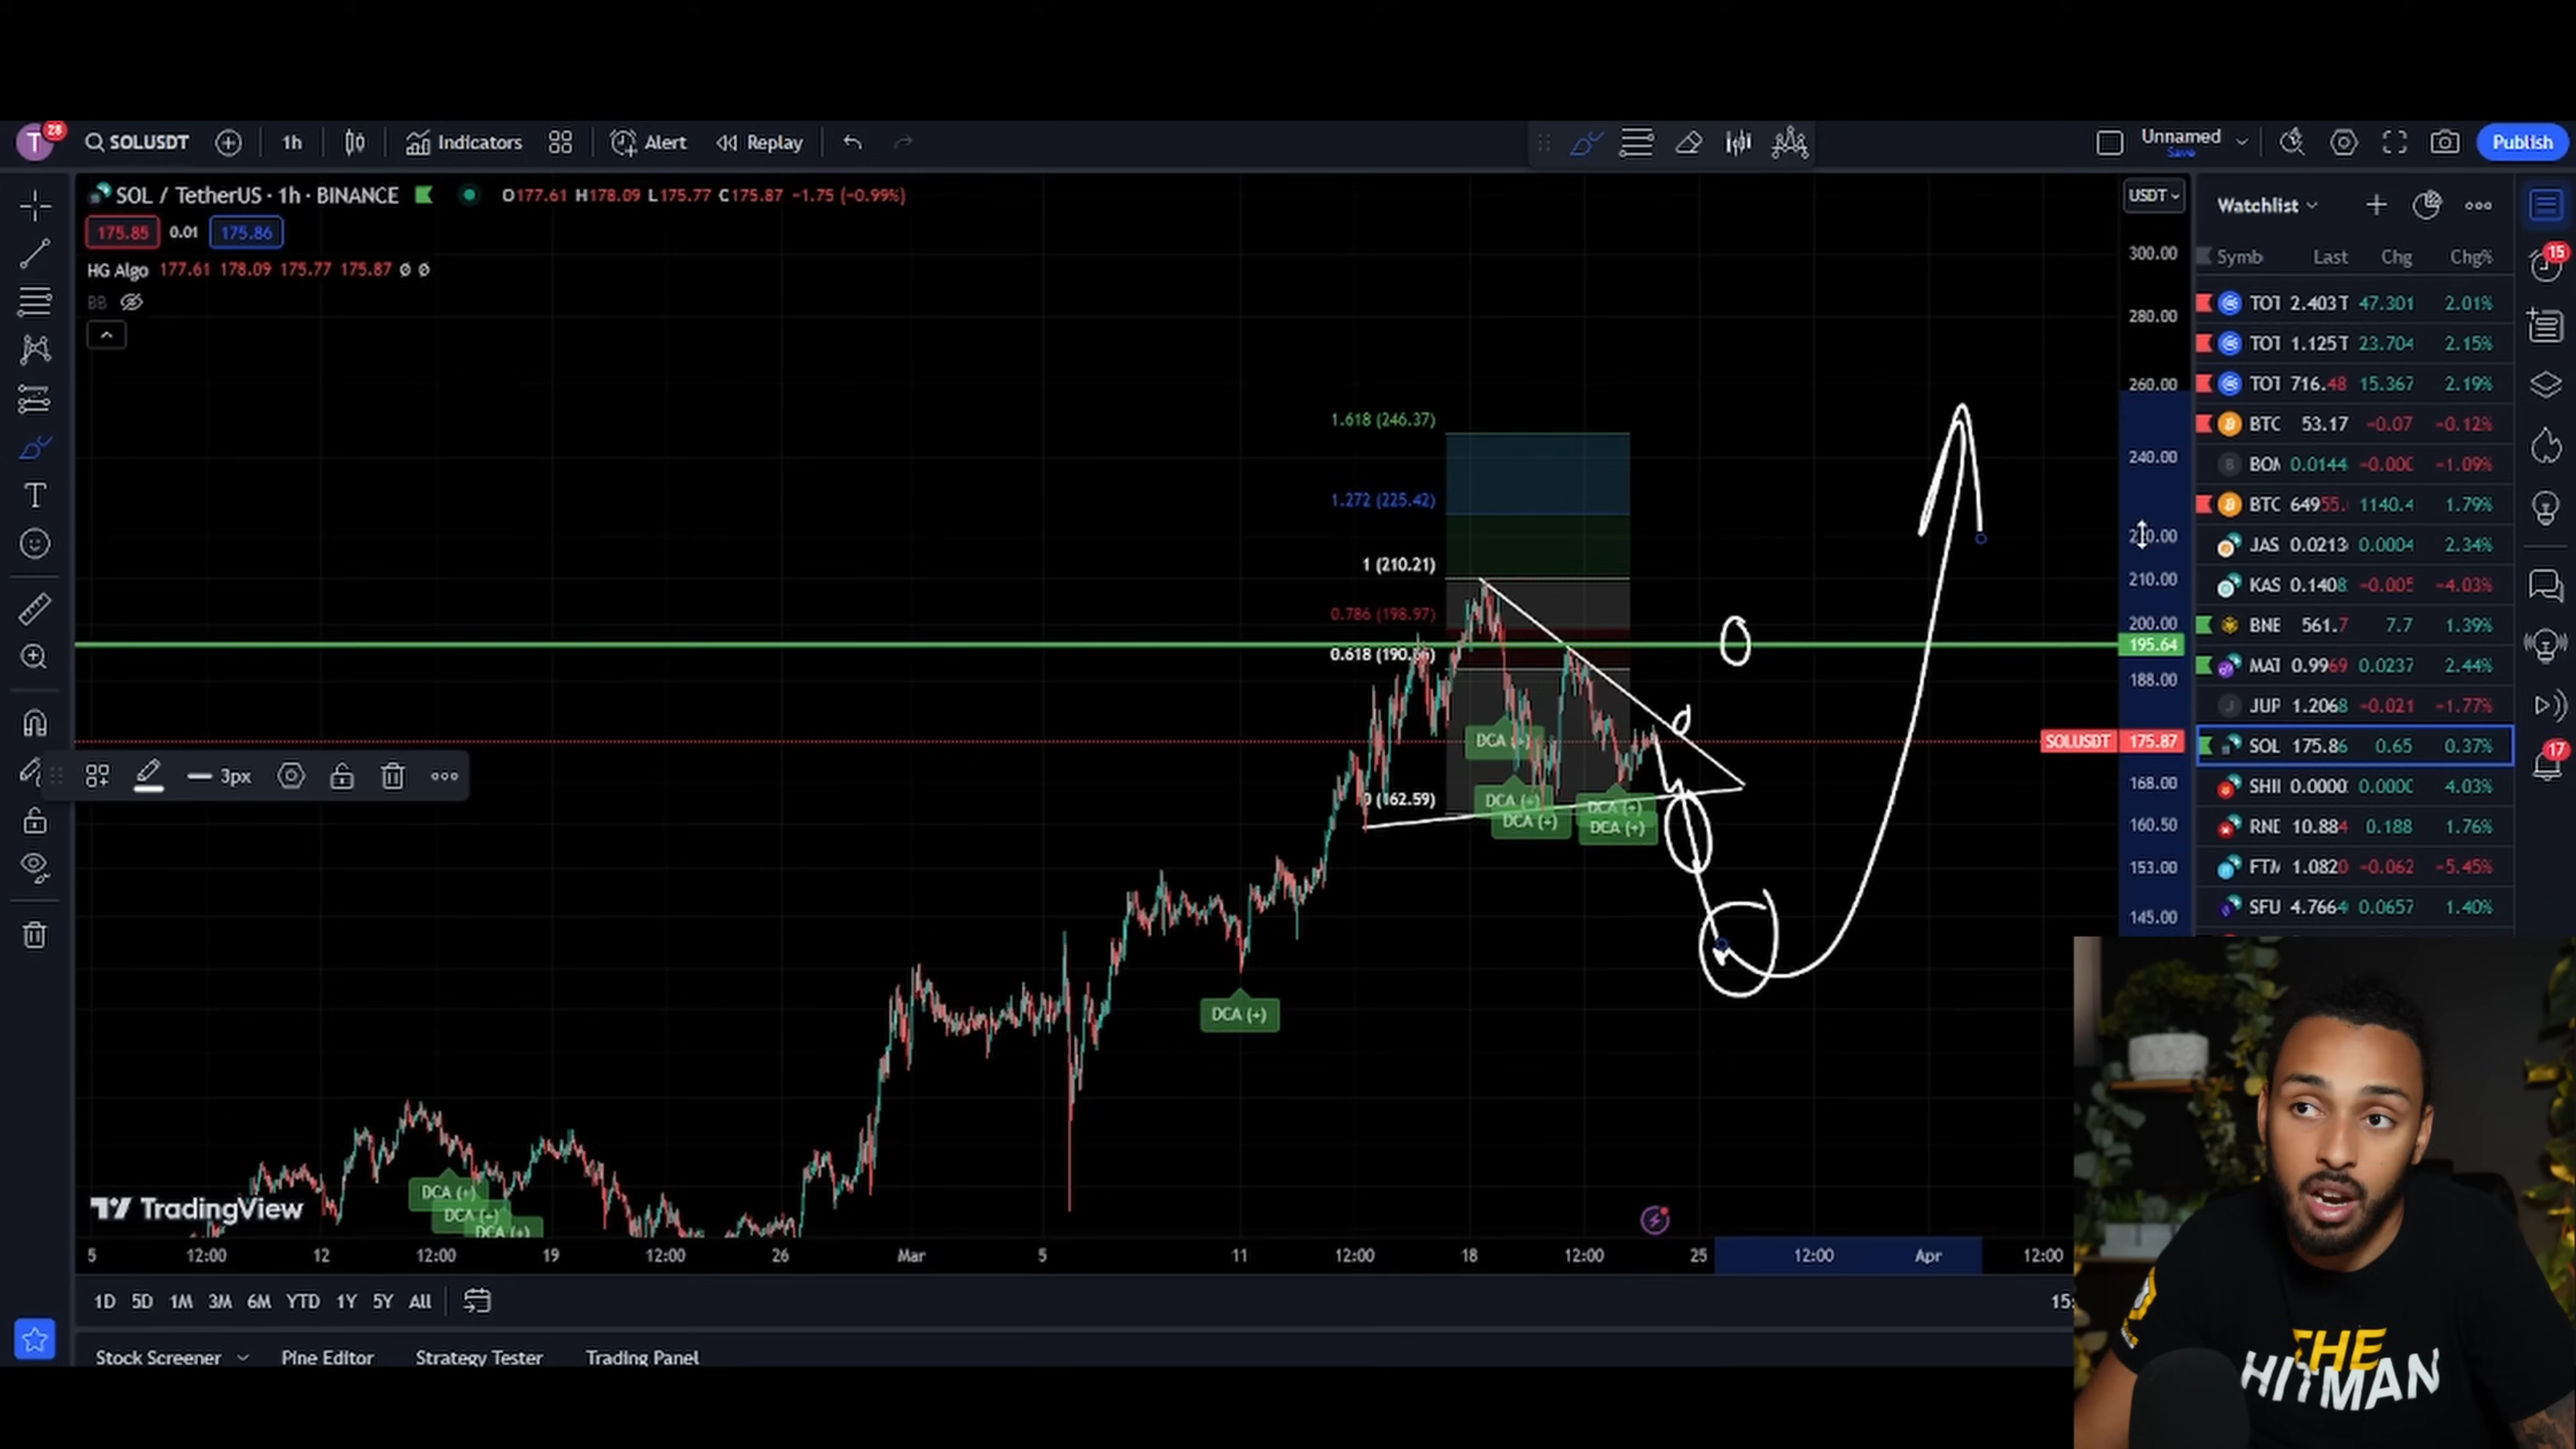 T 28 SOLUSDT 1h Indicators Alert Replay Unnamed Save Publish
SOL / TetherUS · 1h · BINANCE O177.61 H178.09 L175.77 C175.87 −1.75 (−0.99%)
175.85 0.01 175.86
HG Algo 177.61 178.09 175.77 175.87 Ø Ø
BB
USDT
300.00
280.00
260.00
240.00
210.00
200.00
195.64
188.00
SOLUSDT 175.87
168.00
160.50
153.00
145.00
1.618 (246.37)
1.272 (225.42)
1 (210.21)
0.786 (198.97)
0.618
(162.59)
DCA
DCA (+)
DCA (+)
DCA (+)
DCA (+)
DCA (+)
DCA (+)
DCA (+)
DCA (+)
3px
TradingView
5 12:00 12 12:00 19 12:00 26 Mar 5 11 12:00 18 12:00 25 12:00 Apr 12:00
1D 5D 1M 3M 6M YTD 1Y 5Y All
Stock Screener Pine Editor Strategy Tester Trading Panel
Watchlist
Symb Last Chg Chg%
TOT 2.403T 47.301 2.01%
TOT 1.125T 23.704 2.15%
TOT 716.48 15.367 2.19%
BTC 53.17 −0.07 −0.12%
BOM 0.0144 −0.000 −1.09%
BTC 64955. 1140.4 1.79%
JAS 0.0213 0.0004 2.34%
KAS 0.1408 −0.005 −4.03%
BNE 561.7 7.7 1.39%
MAT 0.9969 0.0237 2.44%
JUP 1.2068 −0.021 −1.77%
SOL 175.86 0.65 0.37%
SHII 0.0000 0.0000 4.03%
RNE 10.884 0.188 1.76%
FTM 1.0820 −0.062 −5.45%
SFU 4.7664 0.0657 1.40%
15
17
THE
HITMAN